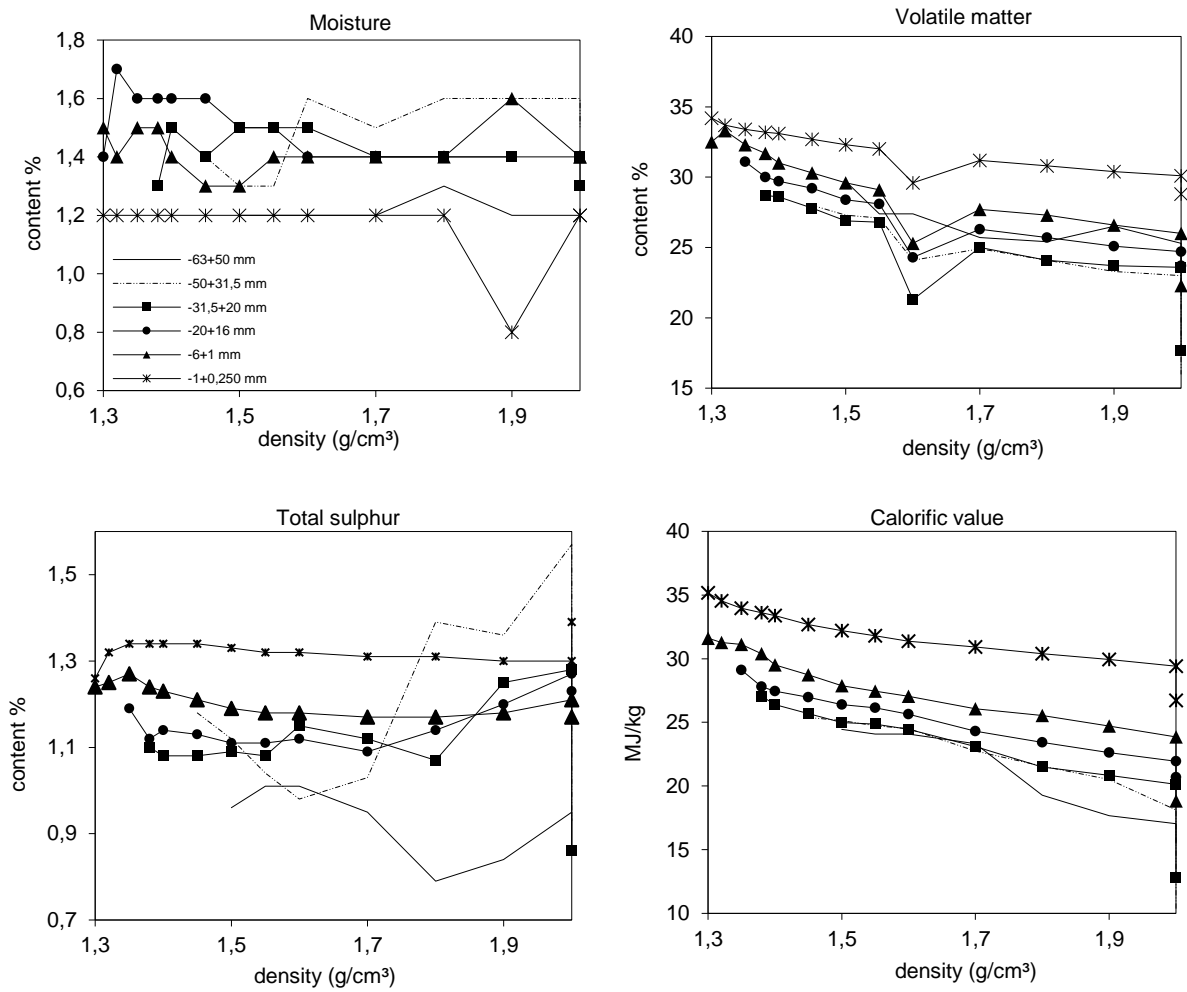 Moisture
1,8
1,6
1,4
1,2
1,0
0,8
0,6
content %
-63+50 mm
-50+31,5 mm
-31,5+20 mm
-20+16 mm
-6+1 mm
-1+0,250 mm
1,3 1,5 1,7 1,9
density (g/cm³)
Volatile matter
40
35
30
25
20
15
content %
1,3 1,5 1,7 1,9
density (g/cm³)
Total sulphur
1,5
1,3
1,1
0,9
0,7
content %
1,3 1,5 1,7 1,9
density (g/cm³)
Calorific value
40
35
30
25
20
15
10
MJ/kg
1,3 1,5 1,7 1,9
density (g/cm³)